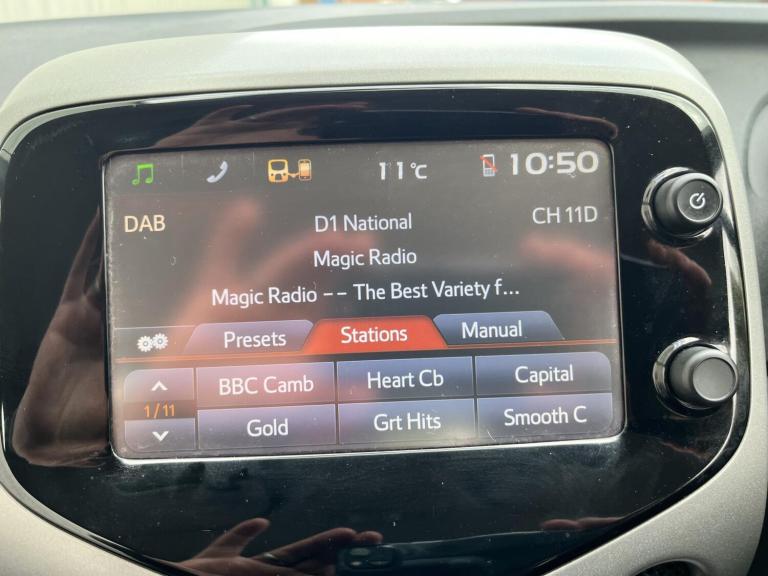 11°C 10:50
DAB D1 National CH 11D
Magic Radio
Magic Radio -- The Best Variety f...
Presets Stations Manual
1/11 BBC Camb Heart Cb Capital
Gold Grt Hits Smooth C